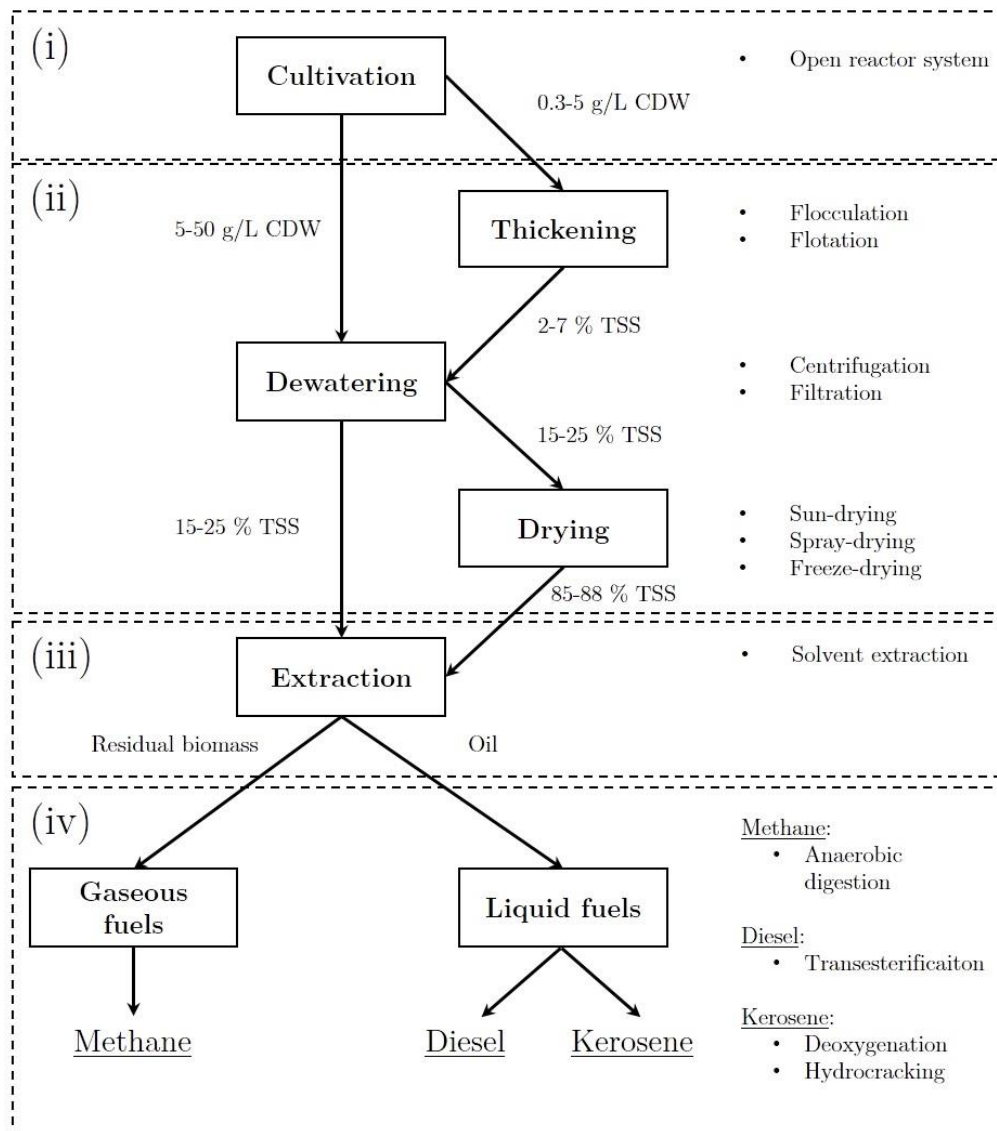 (i)
Cultivation
• Open reactor system
0.3-5 g/L CDW
(ii)
Thickening
• Flocculation
• Flotation
5-50 g/L CDW
2-7 % TSS
Dewatering
• Centrifugation
• Filtration
15-25 % TSS
15-25 % TSS
Drying
• Sun-drying
• Spray-drying
• Freeze-drying
85-88 % TSS
(iii)
Extraction
• Solvent extraction
Residual biomass
Oil
(iv)
Gaseous
fuels
Liquid fuels
Methane
Diesel
Kerosene
Methane:
• Anaerobic
digestion
Diesel:
• Transesterificaiton
Kerosene:
• Deoxygenation
• Hydrocracking